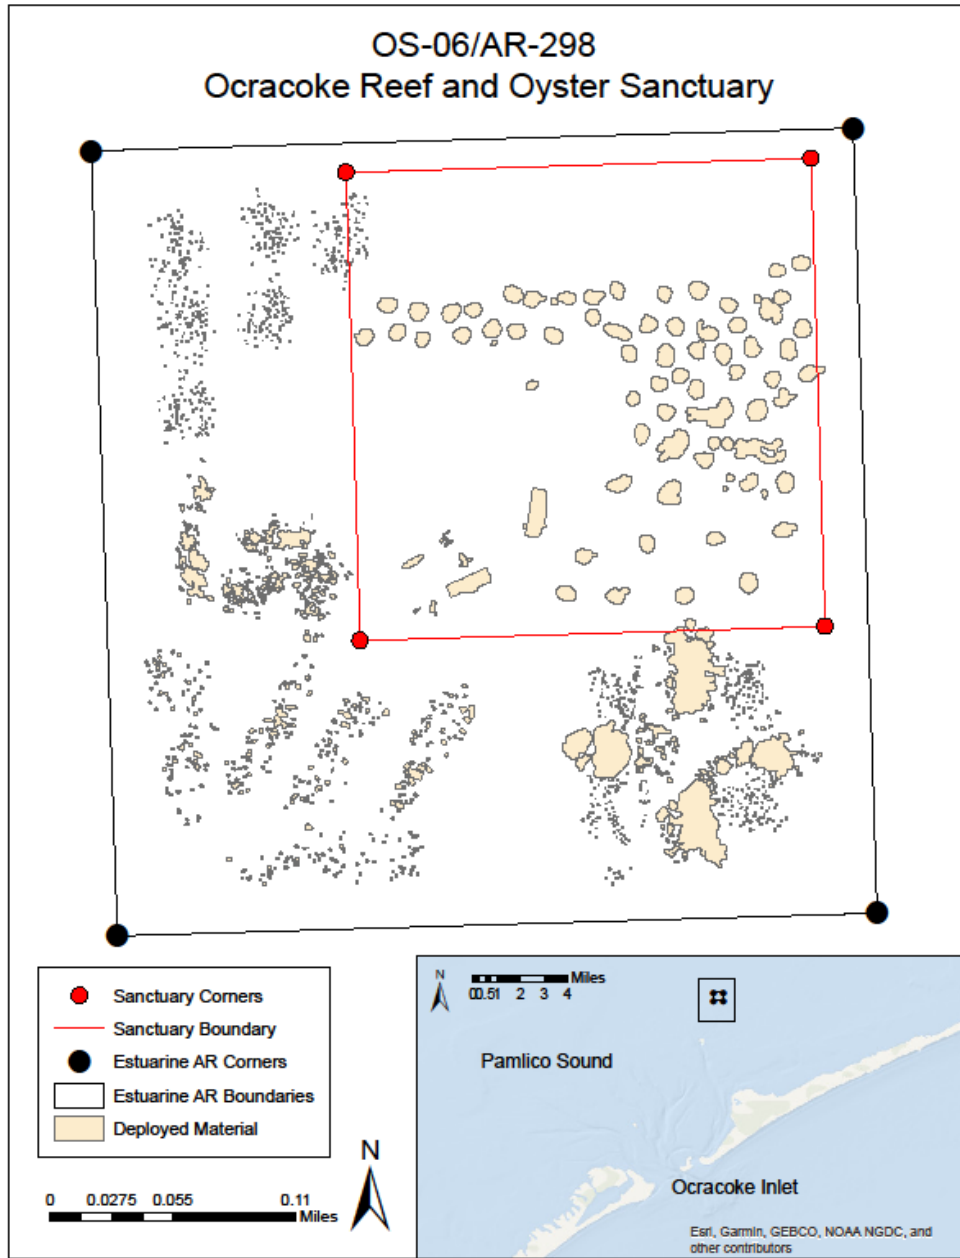 OS-06/AR-298
Ocracoke Reef and Oyster Sanctuary
Sanctuary Corners
Sanctuary Boundary
Estuarine AR Corners
Estuarine AR Boundaries
Deployed Material
N
0 0.0275 0.055 0.11
Miles
N
Miles
00.51 2 3 4
Pamlico Sound
Ocracoke Inlet
Esri, Garmin, GEBCO, NOAA NGDC, and
other contributors